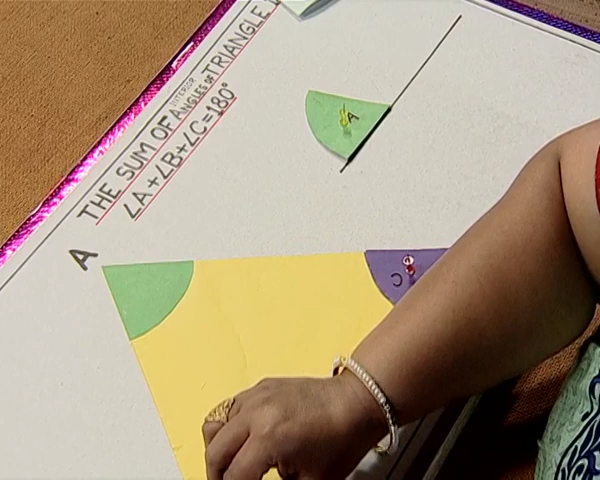 THE SUM OF INTERIOR ANGLES OF TRIANGLE
∠A+∠B+∠C=180°
A
A
C